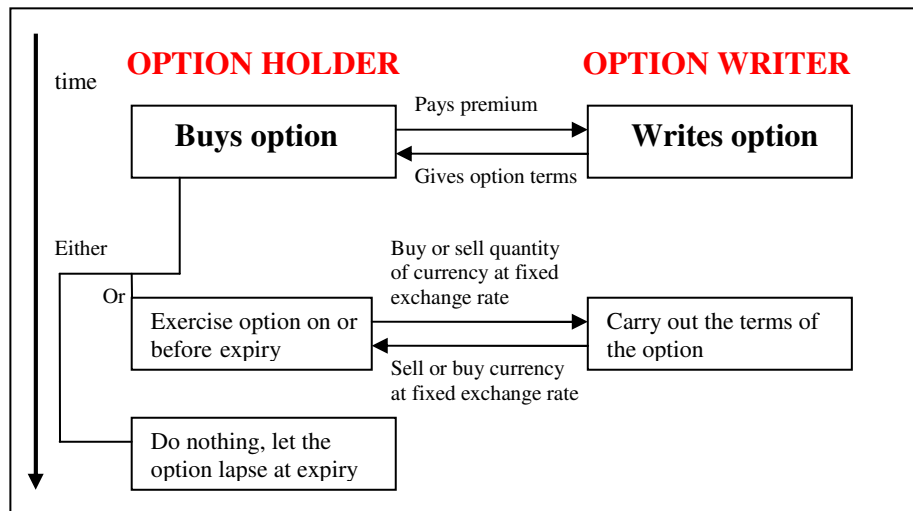 OPTION HOLDER
OPTION WRITER
time
Pays premium
Buys option
Writes option
Gives option terms
Either
Buy or sell quantity
of currency at fixed
exchange rate
Or
Exercise option on or
before expiry
Carry out the terms of
the option
Sell or buy currency
at fixed exchange rate
Do nothing, let the
option lapse at expiry